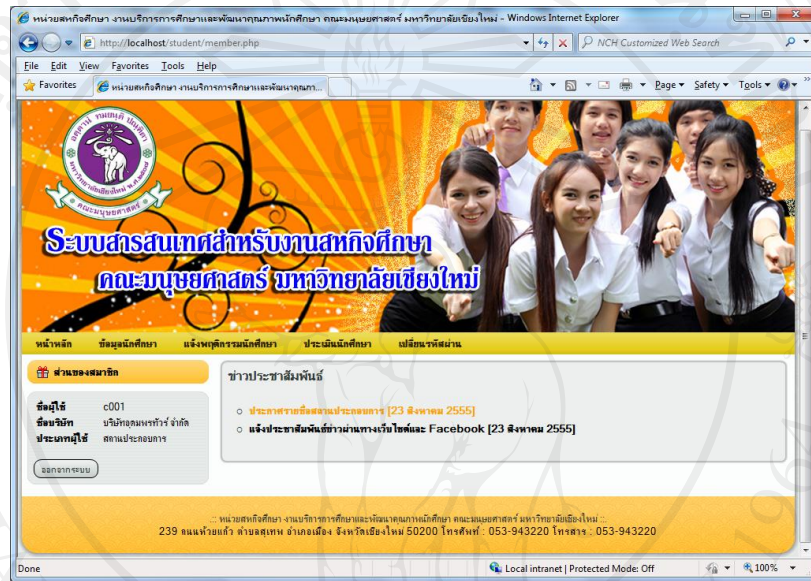 หน่วยสหกิจศึกษา งานบริการการศึกษาและพัฒนาคุณภาพนักศึกษา คณะมนุษยศาสตร์ มหาวิทยาลัยเชียงใหม่ - Windows Internet Explorer
http://localhost/student/member.php
NCH Customized Web Search
File Edit View Favorites Tools Help
Favorites หน่วยสหกิจศึกษา งานบริการการศึกษาและพัฒนาคุณภา... Page Safety Tools
ระบบสารสนเทศสำหรับงานสหกิจศึกษา
คณะมนุษยศาสตร์ มหาวิทยาลัยเชียงใหม่
หน้าหลัก ข้อมูลนักศึกษา แจ้งพฤติกรรมนักศึกษา ประเมินนักศึกษา เปลี่ยนรหัสผ่าน
ส่วนของสมาชิก
ชื่อผู้ใช้ c001
ชื่อบริษัท บริษัทอุดมพรทัวร์ จำกัด
ประเภทผู้ใช้ สถานประกอบการ
ออกจากระบบ
ข่าวประชาสัมพันธ์
ประกาศรายชื่อสถานประกอบการ [23 สิงหาคม 2555]
แจ้งประชาสัมพันธ์ข่าวผ่านทางเว็บไซต์และ Facebook [23 สิงหาคม 2555]
.:: หน่วยสหกิจศึกษา งานบริการการศึกษาและพัฒนาคุณภาพนักศึกษา คณะมนุษยศาสตร์ มหาวิทยาลัยเชียงใหม่ ::.
239 ถนนห้วยแก้ว ตำบลสุเทพ อำเภอเมือง จังหวัดเชียงใหม่ 50200 โทรศัพท์ : 053-943220 โทรสาร : 053-943220
Done Local intranet | Protected Mode: Off 100%